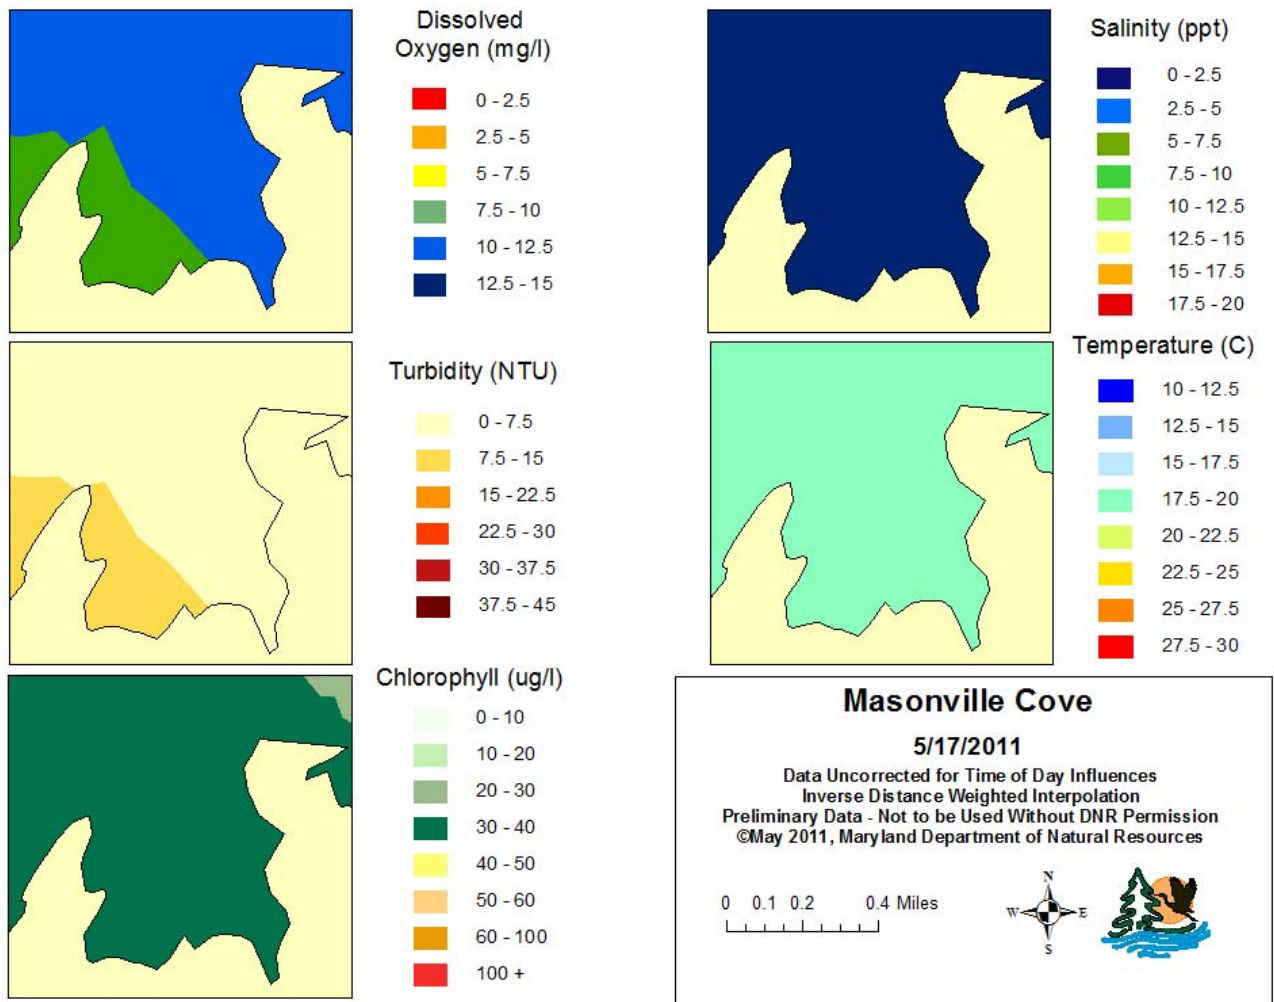 Dissolved
Oxygen (mg/l)
0 - 2.5
2.5 - 5
5 - 7.5
7.5 - 10
10 - 12.5
12.5 - 15
Salinity (ppt)
0 - 2.5
2.5 - 5
5 - 7.5
7.5 - 10
10 - 12.5
12.5 - 15
15 - 17.5
17.5 - 20
Turbidity (NTU)
0 - 7.5
7.5 - 15
15 - 22.5
22.5 - 30
30 - 37.5
37.5 - 45
Temperature (C)
10 - 12.5
12.5 - 15
15 - 17.5
17.5 - 20
20 - 22.5
22.5 - 25
25 - 27.5
27.5 - 30
Chlorophyll (ug/l)
0 - 10
10 - 20
20 - 30
30 - 40
40 - 50
50 - 60
60 - 100
100 +
Masonville Cove
5/17/2011
Data Uncorrected for Time of Day Influences
Inverse Distance Weighted Interpolation
Preliminary Data - Not to be Used Without DNR Permission
©May 2011, Maryland Department of Natural Resources
0 0.1 0.2 0.4 Miles
N
W E
S